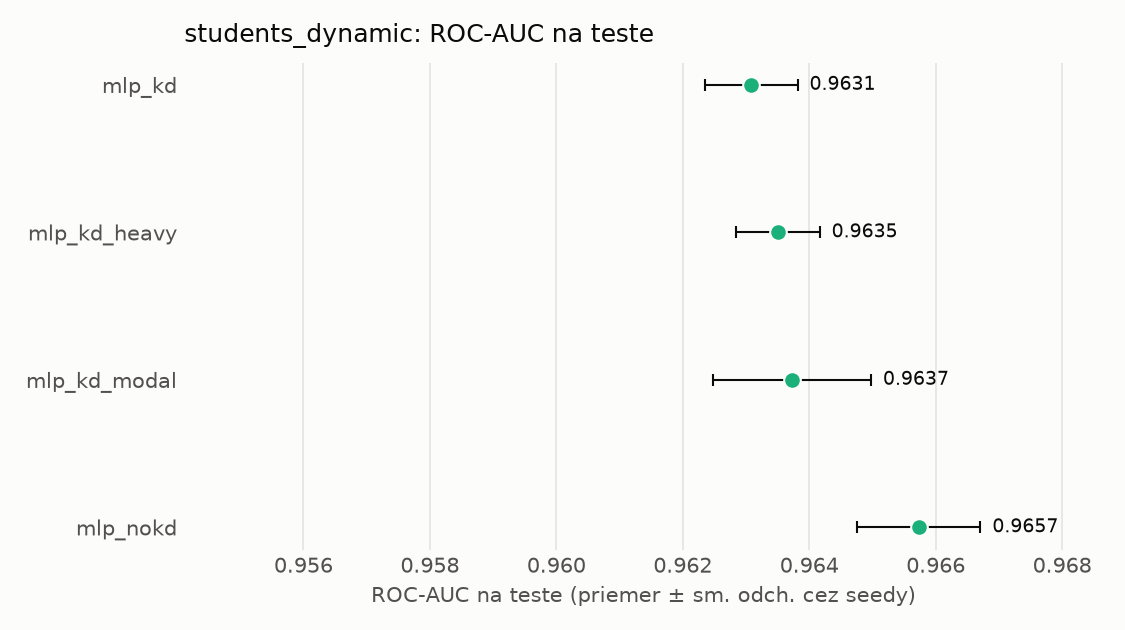 students_dynamic: ROC-AUC na teste
mlp_kd
0.9631
mlp_kd_heavy
0.9635
mlp_kd_modal
0.9637
mlp_nokd
0.9657
0.956 0.958 0.960 0.962 0.964 0.966 0.968
ROC-AUC na teste (priemer ± sm. odch. cez seedy)